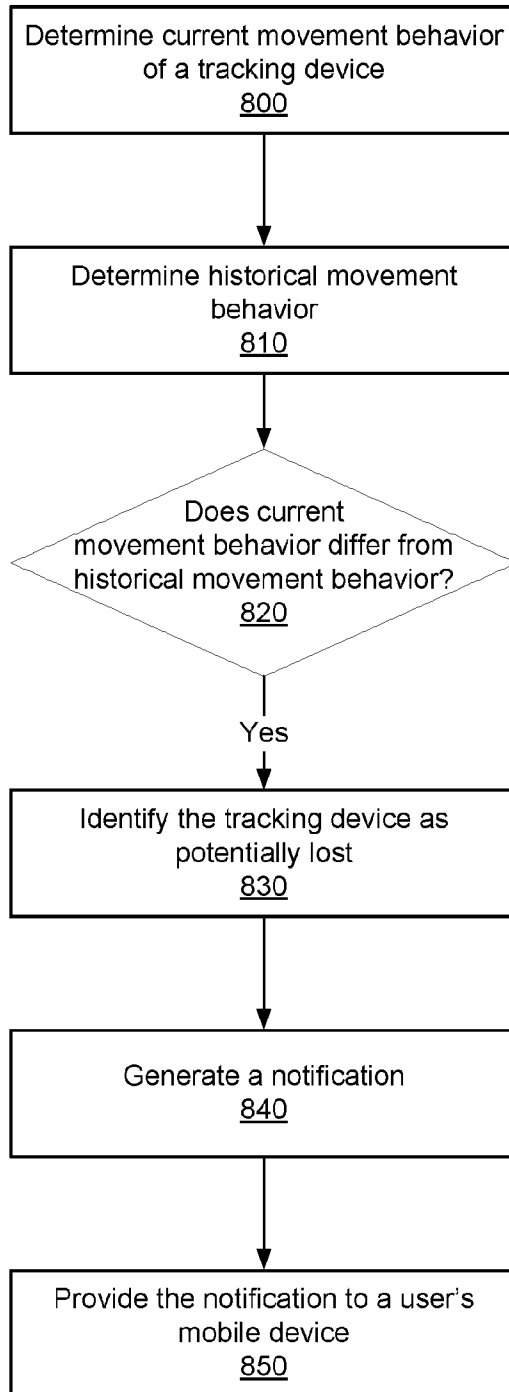 Determine current movement behavior
of a tracking device
800
Determine historical movement
behavior
810
Does current
movement behavior differ from
historical movement behavior?
820
Yes
Identify the tracking device as
potentially lost
830
Generate a notification
840
Provide the notification to a user's
mobile device
850